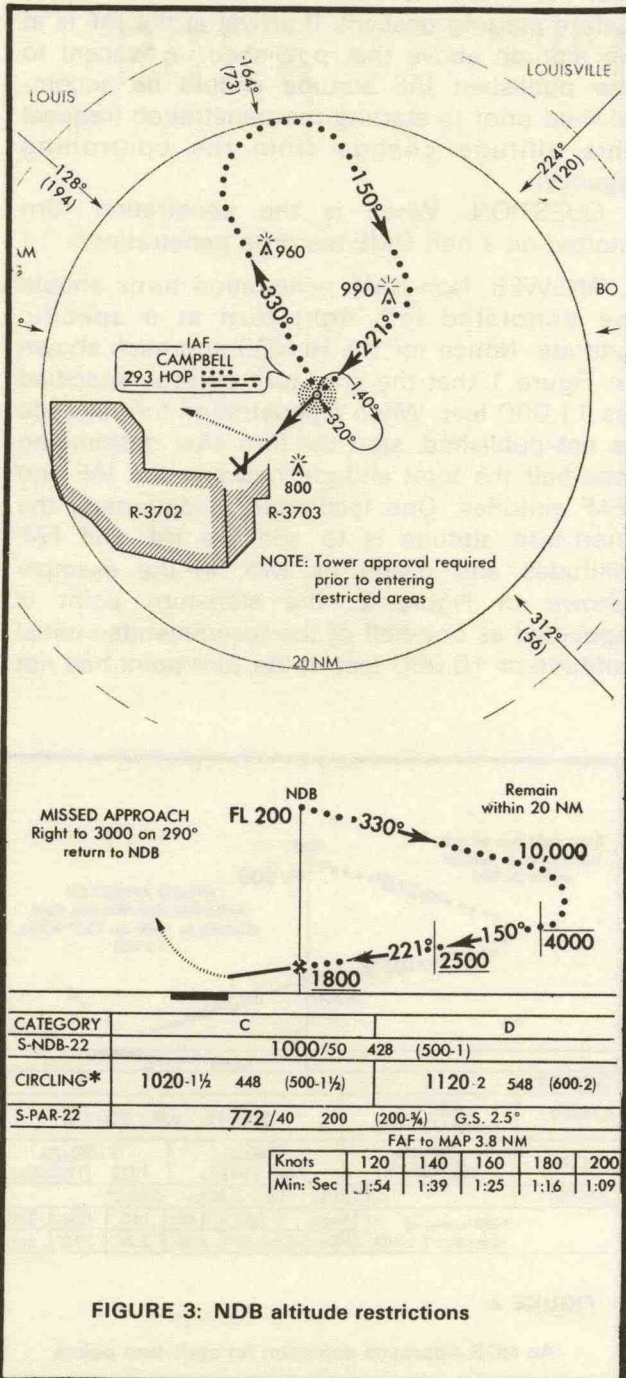 LOUIS
LOUISVILLE
164°
(73)
128°
(194)
224°
(120)
150°
960
990
BO
330°
221°
IAF
CAMPBELL
293 HOP
140°
320°
800
R-3702
R-3703
NOTE: Tower approval required
prior to entering
restricted areas
312°
(56)
20 NM
MISSED APPROACH
Right to 3000 on 290°
return to NDB
NDB
FL 200
330°
Remain
within 20 NM
10,000
150°
4000
221°
2500
1800
CATEGORY C D
S-NDB-22 1000/50 428 (500-1)
CIRCLING* 1020-1½ 448 (500-1½) 1120-2 548 (600-2)
S-PAR-22 772/40 200 (200-¾) G.S. 2.5°
FAF to MAP 3.8 NM
Knots 120 140 160 180 200
Min: Sec 1:54 1:39 1:25 1:16 1:09
FIGURE 3: NDB altitude restrictions